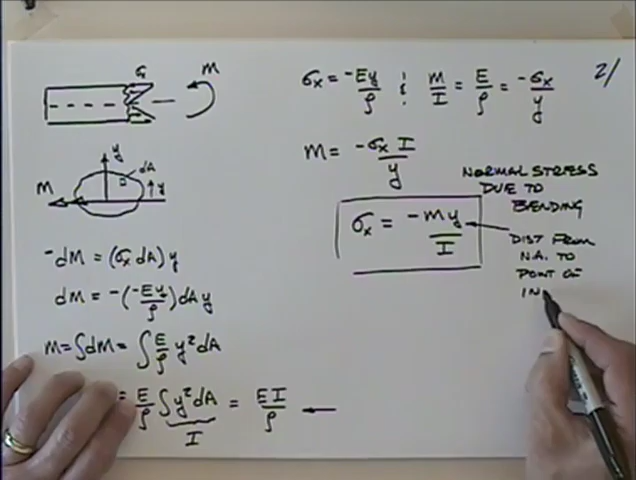 2/
σx
M
y
dA
y
M
-dM = (σx dA) y
dM = -(-Ey/ρ) dA y
M = ∫dM = ∫ E/ρ y² dA
= E/ρ ∫ y² dA = EI/ρ
I
σx = -Ey/ρ ; M/I = E/ρ = -σx/y
M = -σx I/y
σx = -My/I
NORMAL STRESS
DUE TO
BENDING
DIST FROM
N.A. TO
POINT OF
IN